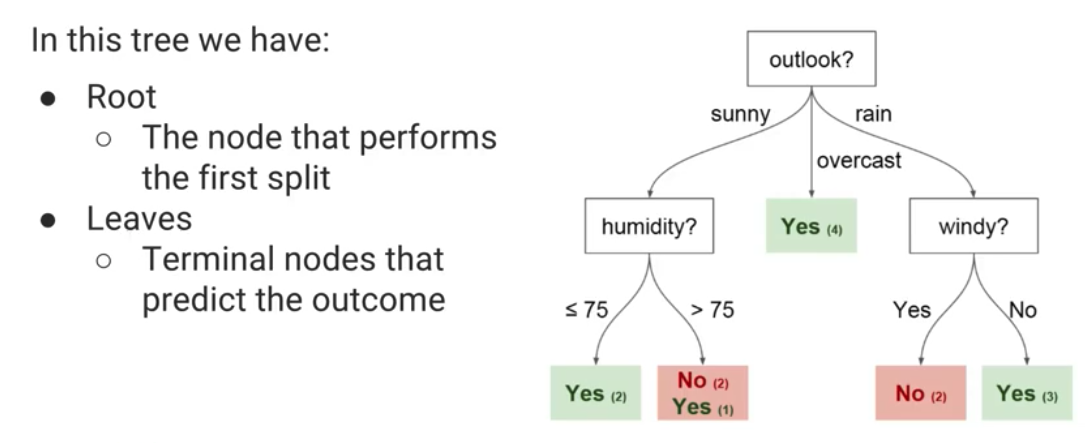 In this tree we have:
● Root
○ The node that performs
the first split
● Leaves
○ Terminal nodes that
predict the outcome
outlook?
sunny
rain
overcast
humidity?
Yes (4)
windy?
≤ 75
> 75
Yes
No
Yes (2)
No (2)
Yes (1)
No (2)
Yes (3)